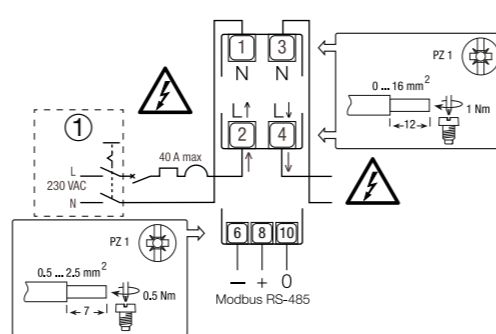 1 3
N N
L↑ L↓
2 4
PZ 1
0 ... 16 mm²
1 Nm
12
1
40 A max
L
230 VAC
N
6 8 10
− + 0
Modbus RS-485
PZ 1
0.5 ... 2.5 mm²
0.5 Nm
7